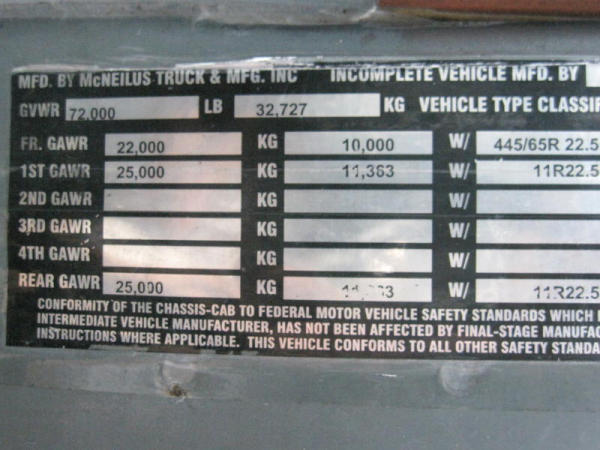 MFD. BY McNEILUS TRUCK & MFG. INC INCOMPLETE VEHICLE MFD. BY
GVWR 72,000 LB 32,727 KG VEHICLE TYPE CLASSIF
FR. GAWR 22,000 KG 10,000 W/ 445/65R 22.5
1ST GAWR 25,000 KG 11,363 W/ 11R22.5
2ND GAWR KG W/
3RD GAWR KG W/
4TH GAWR KG W/
REAR GAWR 25,000 KG W/ 11R22.5
CONFORMITY OF THE CHASSIS-CAB TO FEDERAL MOTOR VEHICLE SAFETY STANDARDS WHICH
INTERMEDIATE VEHICLE MANUFACTURER, HAS NOT BEEN AFFECTED BY FINAL-STAGE MANUFAC
INSTRUCTIONS WHERE APPLICABLE. THIS VEHICLE CONFORMS TO ALL OTHER SAFETY STANDA